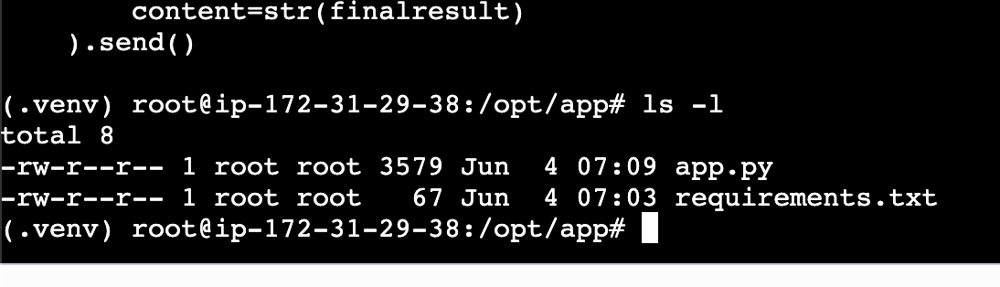 content=str(finalresult)
).send()
(.venv) root@ip-172-31-29-38:/opt/app# ls -l
total 8
-rw-r--r-- 1 root root 3579 Jun  4 07:09 app.py
-rw-r--r-- 1 root root   67 Jun  4 07:03 requirements.txt
(.venv) root@ip-172-31-29-38:/opt/app#